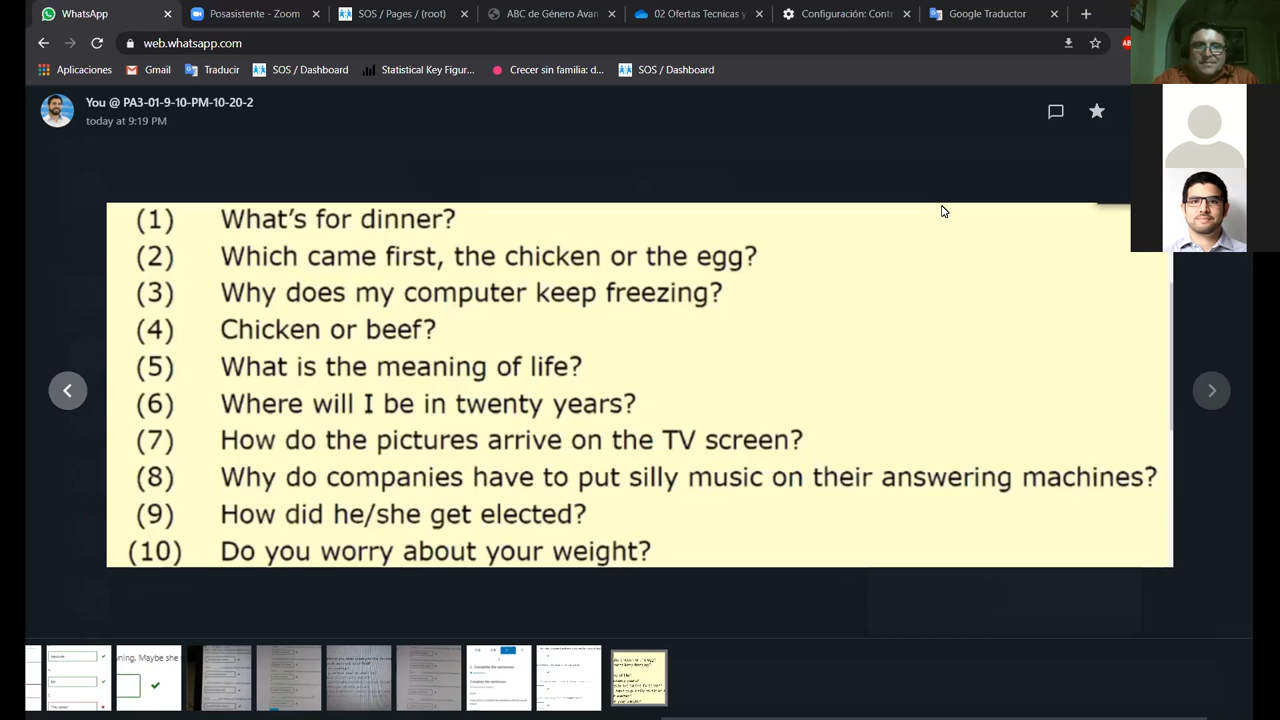 WhatsApp
Posasistente - Zoom
SOS / Pages / (root)
ABC de Género Avan
02 Ofertas Tecnicas y
Configuración: Cont
Google Traductor
web.whatsapp.com
Aplicaciones
Gmail
Traducir
SOS / Dashboard
Statistical Key Figur...
Crecer sin familia: d...
SOS / Dashboard
You @ PA3-01-9-10-PM-10-20-2
today at 9:19 PM
(1) What's for dinner?
(2) Which came first, the chicken or the egg?
(3) Why does my computer keep freezing?
(4) Chicken or beef?
(5) What is the meaning of life?
(6) Where will I be in twenty years?
(7) How do the pictures arrive on the TV screen?
(8) Why do companies have to put silly music on their answering machines?
(9) How did he/she get elected?
(10) Do you worry about your weight?
ning. Maybe she